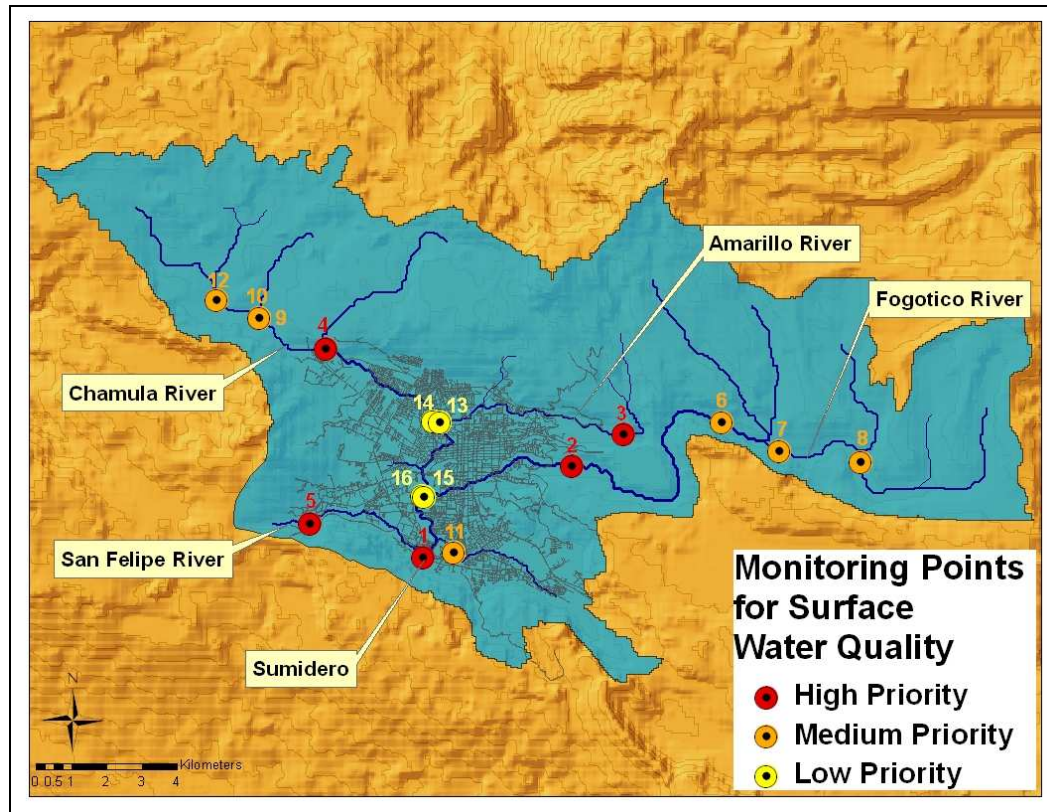 Amarillo River
Fogotico River
12
10
9
4
Chamula River
14
13
3
6
7
8
2
16
15
5
San Felipe River
1
11
Sumidero
Monitoring Points
for Surface
Water Quality
High Priority
Medium Priority
Low Priority
N
Kilometers
0 0.5 1 2 3 4